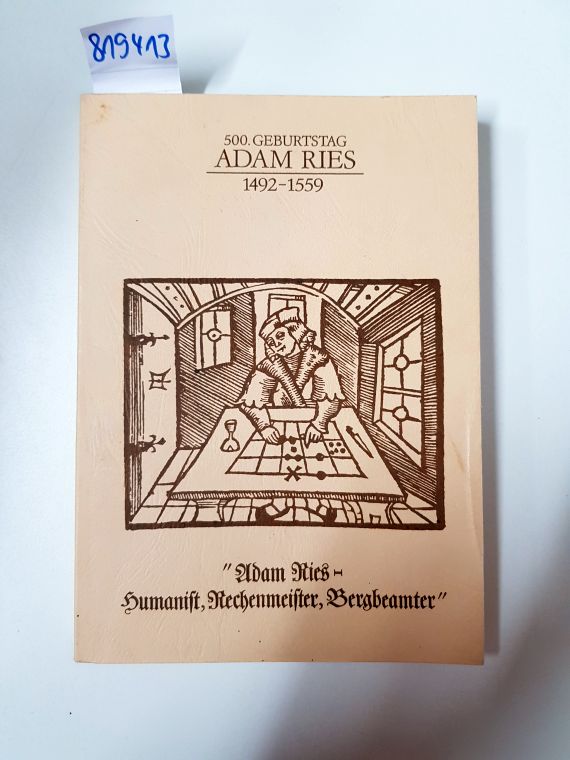 819413
500. GEBURTSTAG
ADAM RIES
1492-1559
"Adam Ries -
Humanist, Rechenmeister, Bergbeamter"